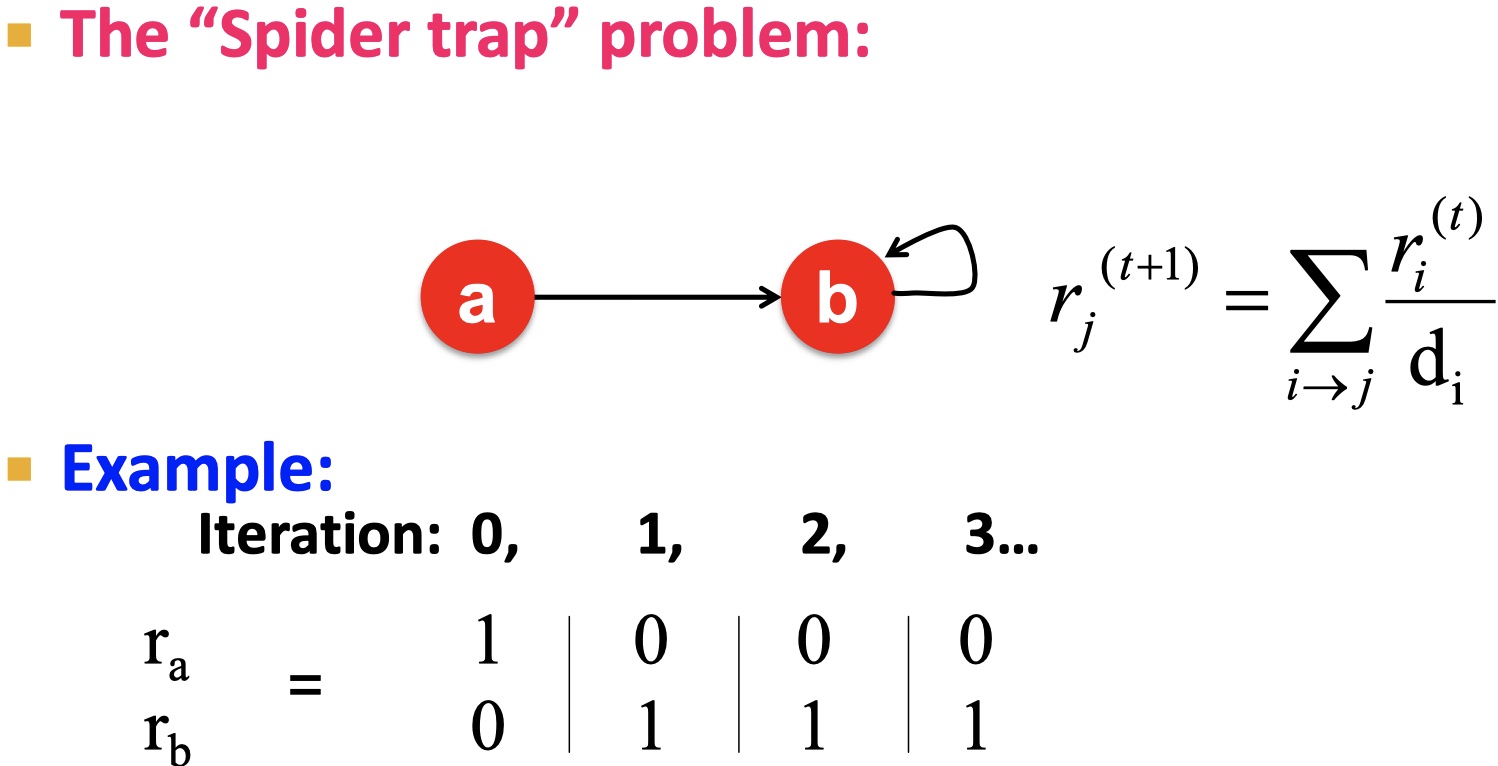 The “Spider trap” problem:
a b
r_j^{(t+1)} = \sum_{i→j} \frac{r_i^{(t)}}{d_i}
Example:
Iteration: 0, 1, 2, 3...
r_a = 1 | 0 | 0 | 0
r_b 0 | 1 | 1 | 1